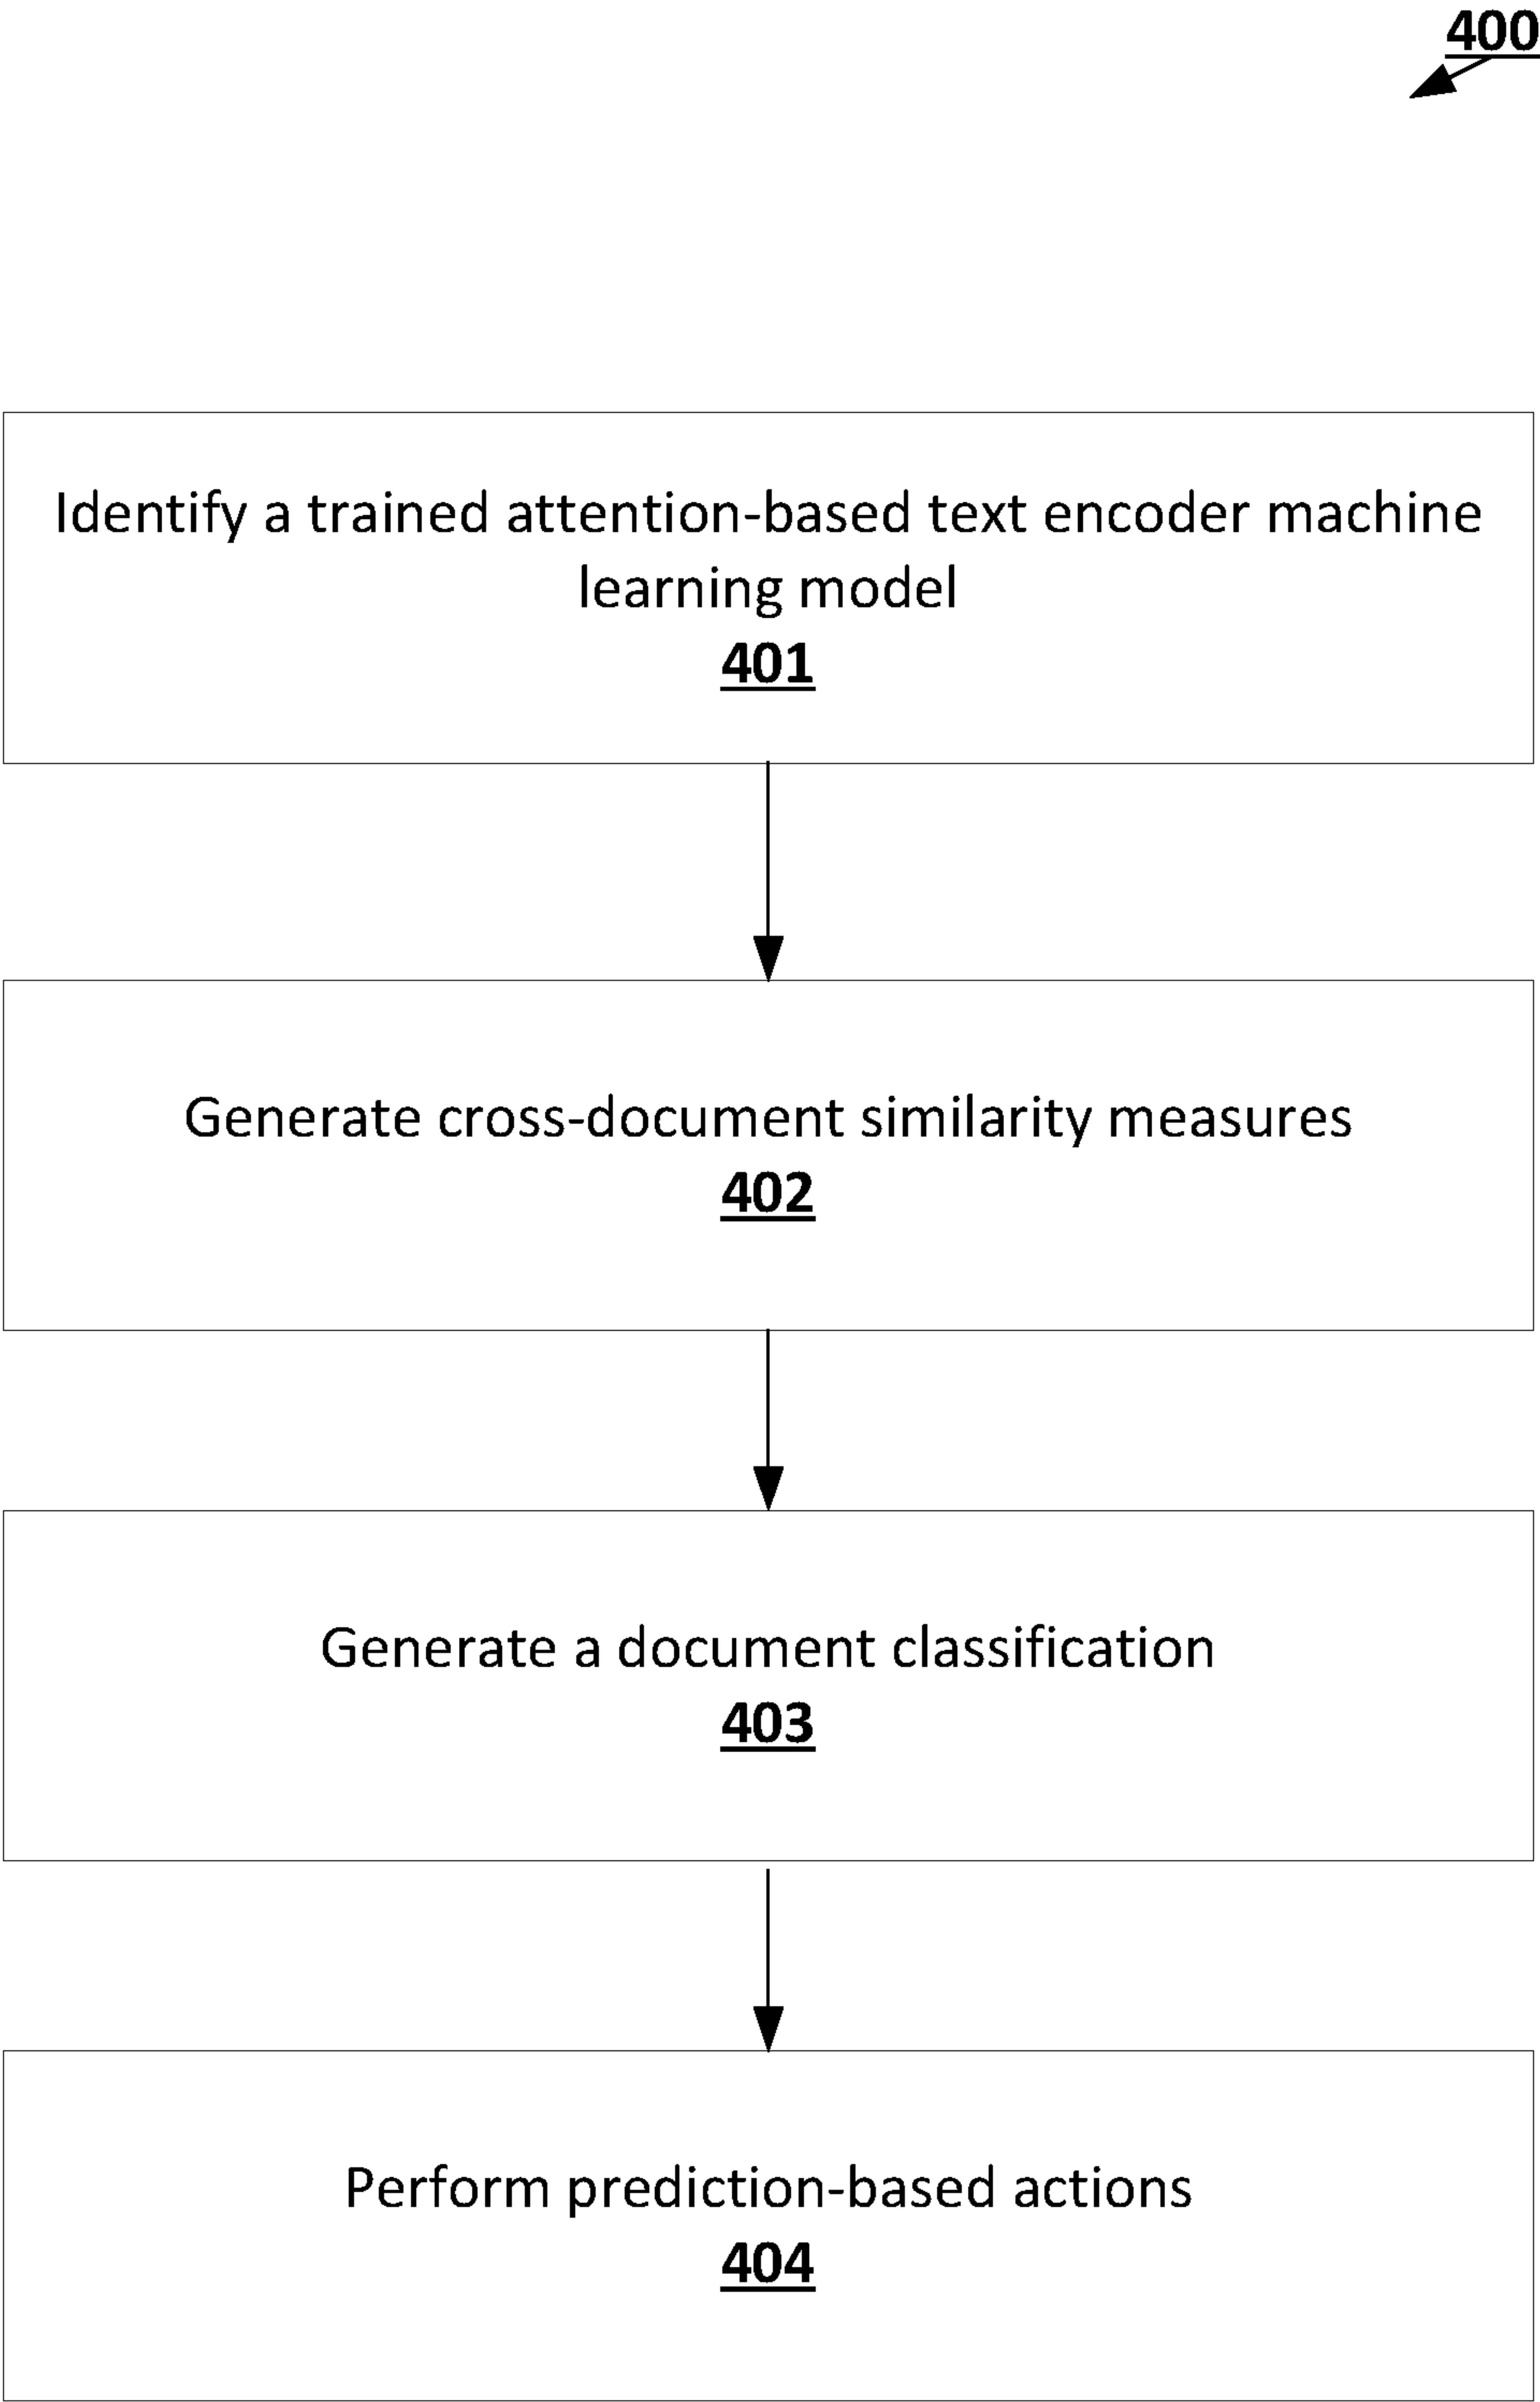 400
Identify a trained attention-based text encoder machine
learning model
401
Generate cross-document similarity measures
402
Generate a document classification
403
Perform prediction-based actions
404